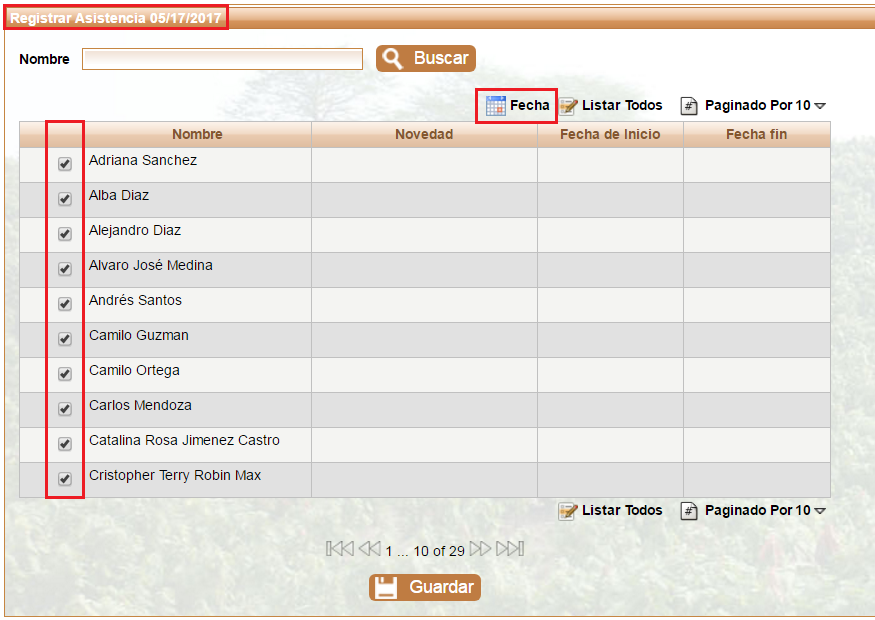 Registrar Asistencia 05/17/2017
Nombre Buscar
Fecha Listar Todos # Paginado Por 10
Nombre Novedad Fecha de Inicio Fecha fin
Adriana Sanchez
Alba Diaz
Alejandro Diaz
Alvaro José Medina
Andrés Santos
Camilo Guzman
Camilo Ortega
Carlos Mendoza
Catalina Rosa Jimenez Castro
Cristopher Terry Robin Max
Listar Todos # Paginado Por 10
1 ... 10 of 29
Guardar